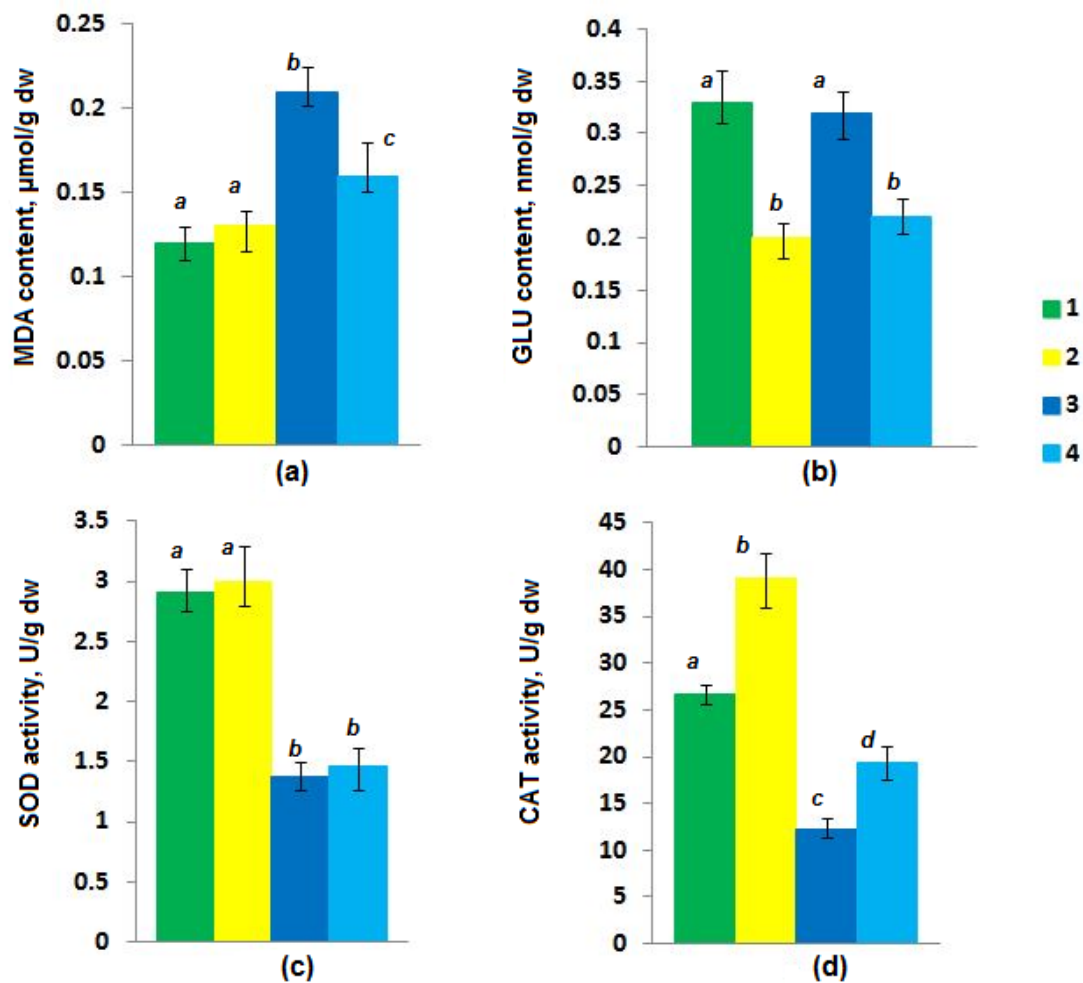 0.25
0.2
0.15
0.1
0.05
0
MDA content, µmol/g dw
a
a
b
c
(a)
0.4
0.35
0.3
0.25
0.2
0.15
0.1
0.05
0
GLU content, nmol/g dw
a
b
a
b
(b)
1
2
3
4
3.5
3
2.5
2
1.5
1
0.5
0
SOD activity, U/g dw
a
a
b
b
(c)
45
40
35
30
25
20
15
10
5
0
CAT activity, U/g dw
a
b
c
d
(d)